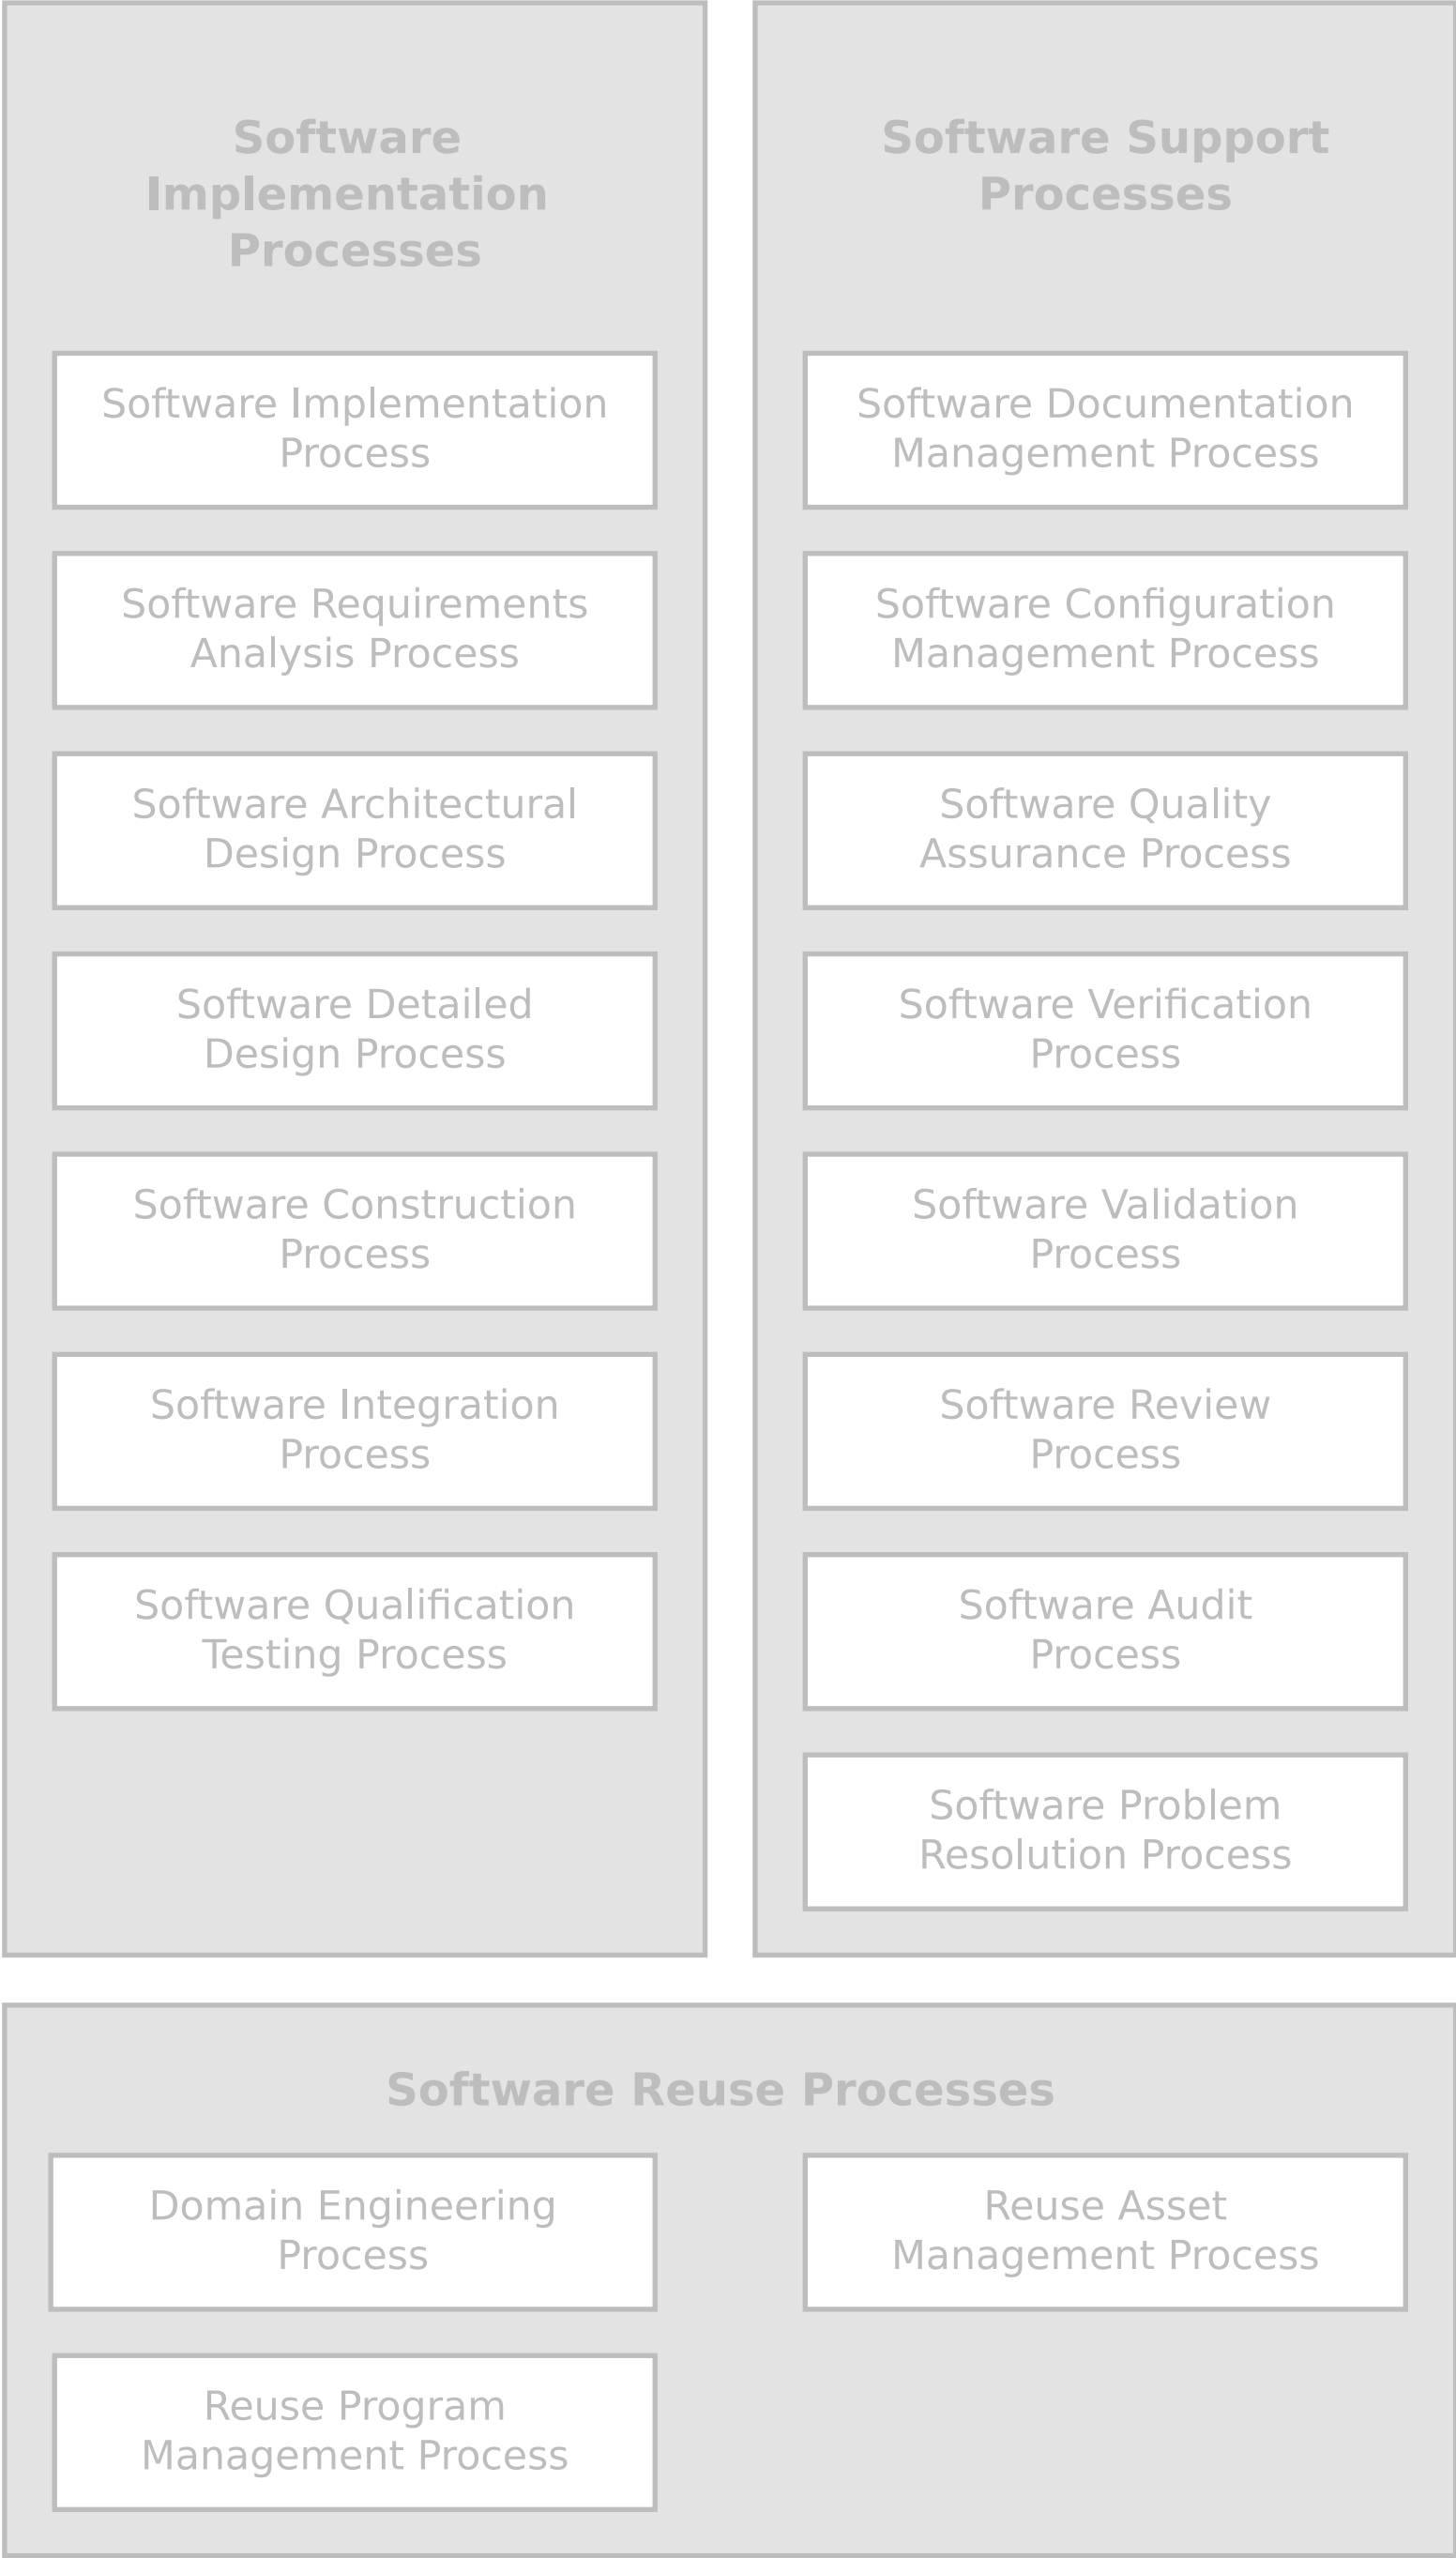 Software
Implementation
Processes
Software Implementation
Process
Software Requirements
Analysis Process
Software Architectural
Design Process
Software Detailed
Design Process
Software Construction
Process
Software Integration
Process
Software Qualification
Testing Process
Software Support
Processes
Software Documentation
Management Process
Software Configuration
Management Process
Software Quality
Assurance Process
Software Verification
Process
Software Validation
Process
Software Review
Process
Software Audit
Process
Software Problem
Resolution Process
Software Reuse Processes
Domain Engineering
Process
Reuse Asset
Management Process
Reuse Program
Management Process